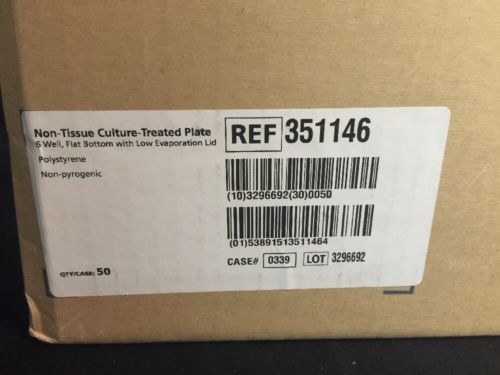 Non-Tissue Culture-Treated Plate
6 Well, Flat Bottom with Low Evaporation Lid
Polystyrene
Non-pyrogenic
QTY/CASE: 50
REF 351146
(10)3296692(30)0050
(01)53891513511464
CASE# 0339 LOT 3296692